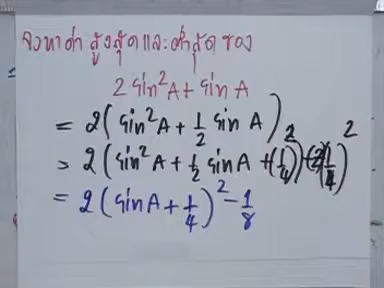 จงหาค่า สูงสุดและต่ำสุด ของ
2 sin²A + sin A
= 2(sin²A + 1/2 sin A)
= 2(sin²A + 1/2 sin A + (1/4)²) - (2)(1/4)²
= 2(sin A + 1/4)² - 1/8